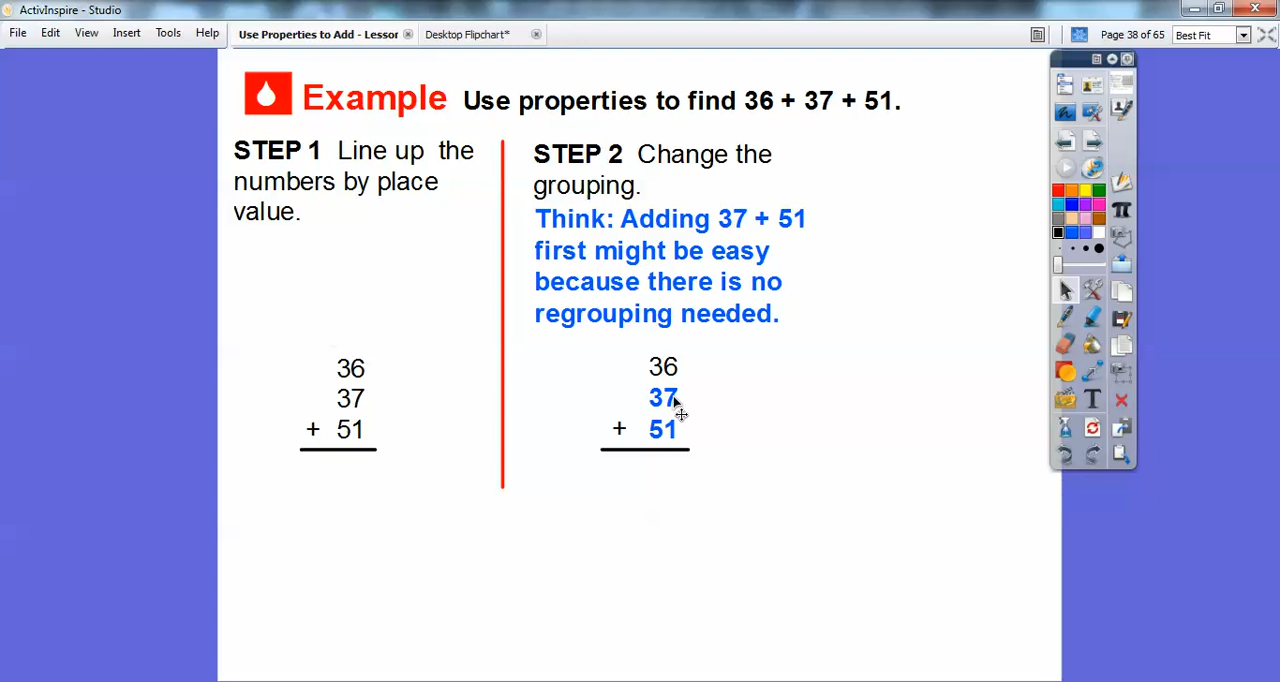 ActivInspire - Studio
File Edit View Insert Tools Help
Use Properties to Add - Lessor
Desktop Flipchart*
Page 38 of 65
Best Fit
Example Use properties to find 36 + 37 + 51.
STEP 1 Line up the
numbers by place
value.
36
37
+ 51
STEP 2 Change the
grouping.
Think: Adding 37 + 51
first might be easy
because there is no
regrouping needed.
36
37
+ 51